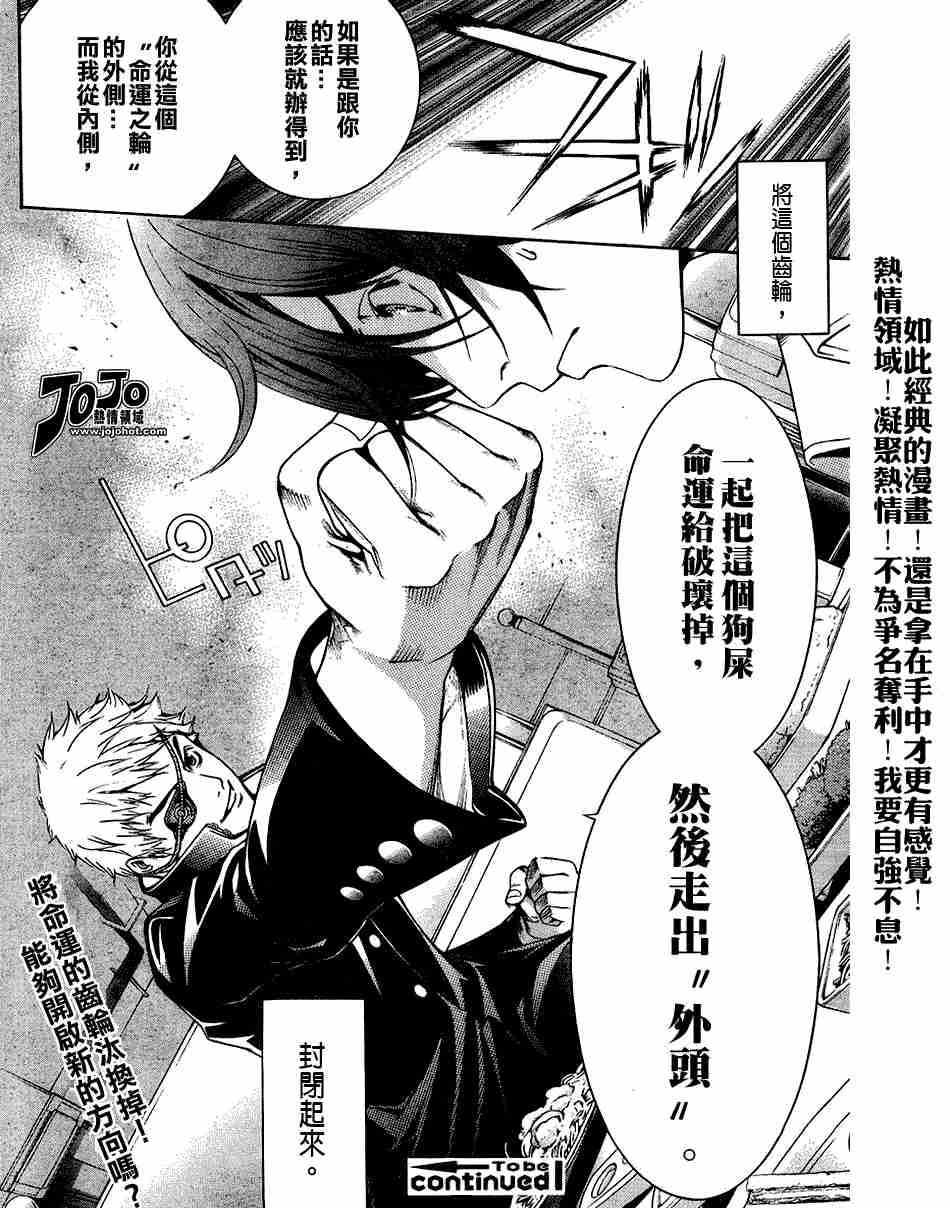 如果是跟你
的話…
應該就辦得到，
你從這個
〝命運之輪〞
的外側…
而我從內側，
將這個齒輪，
一起把這個狗屎
命運給破壞掉，
然後走出〝外頭〞。
ピロッ
封閉起來。
將命運的齒輪汰換掉！
能夠開啟新的方向嗎？
To be
continued
JOJO
熱情領域
www.jojohot.com
如此經典的漫畫！還是拿在手中才更有感覺！
熱情領域！凝聚熱情！不為爭名奪利！我要自強不息！